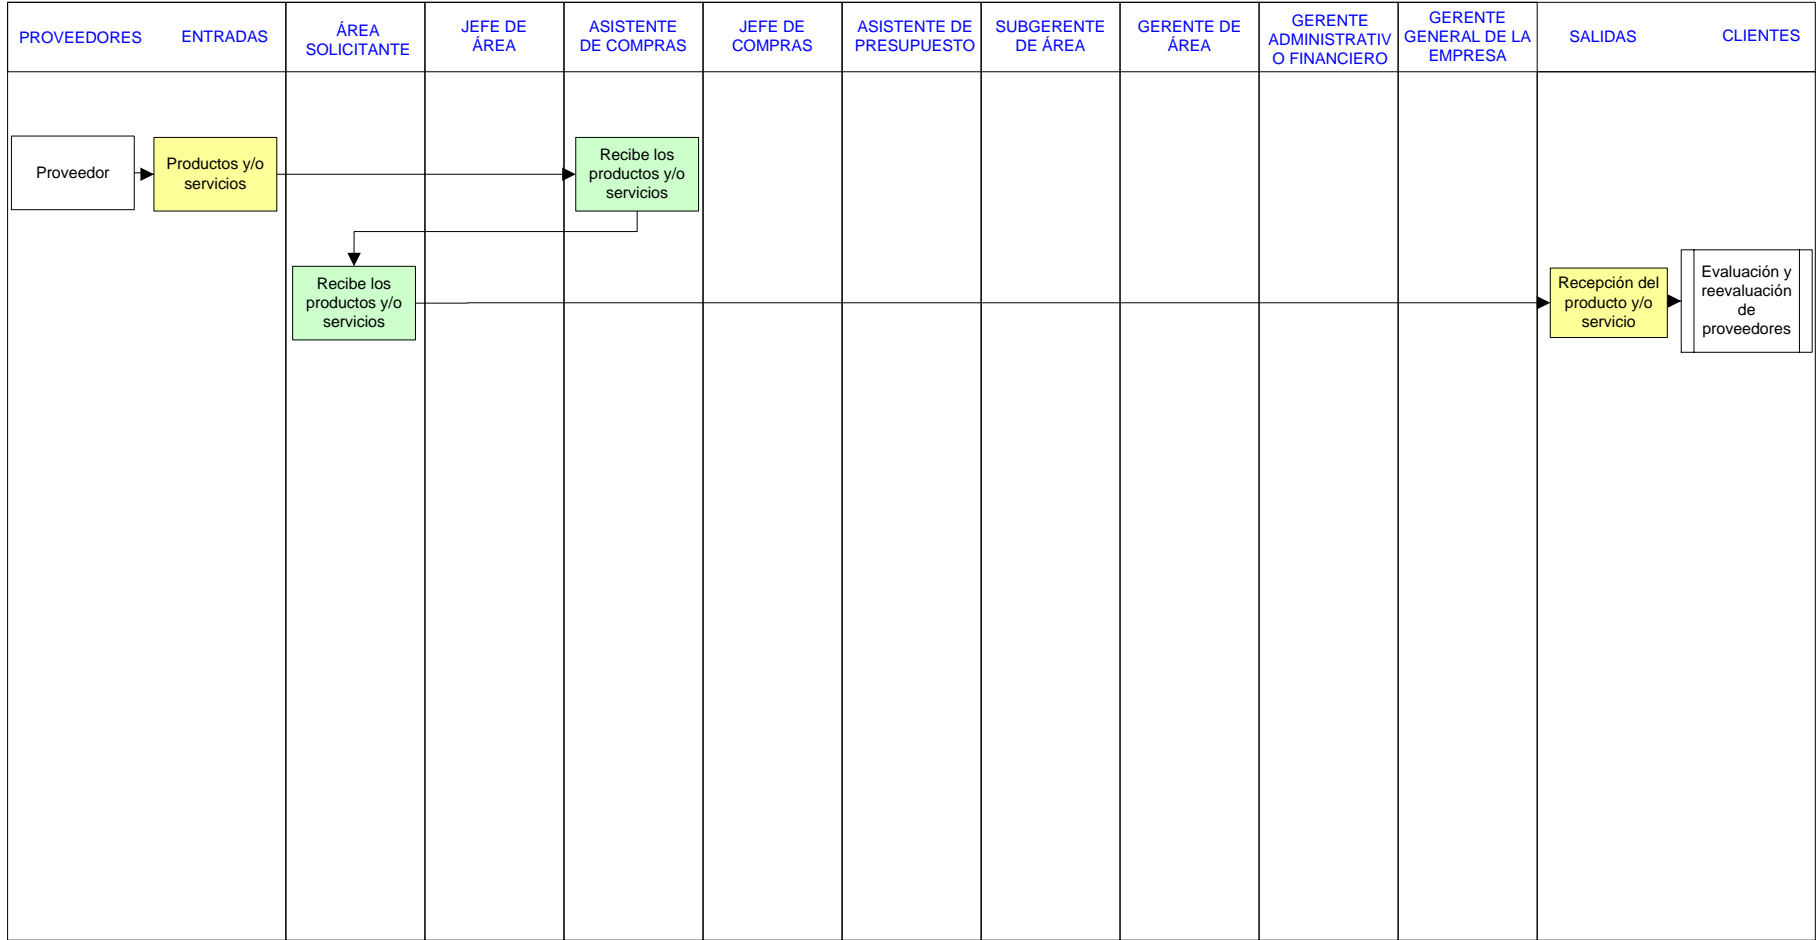 PROVEEDORES
ENTRADAS
ÁREA
SOLICITANTE
JEFE DE
ÁREA
ASISTENTE
DE COMPRAS
JEFE DE
COMPRAS
ASISTENTE DE
PRESUPUESTO
SUBGERENTE
DE ÁREA
GERENTE DE
ÁREA
GERENTE
ADMINISTRATIV
O FINANCIERO
GERENTE
GENERAL DE LA
EMPRESA
SALIDAS
CLIENTES
Proveedor
Productos y/o
servicios
Recibe los
productos y/o
servicios
Recibe los
productos y/o
servicios
Recepción del
producto y/o
servicio
Evaluación y
reevaluación
de
proveedores